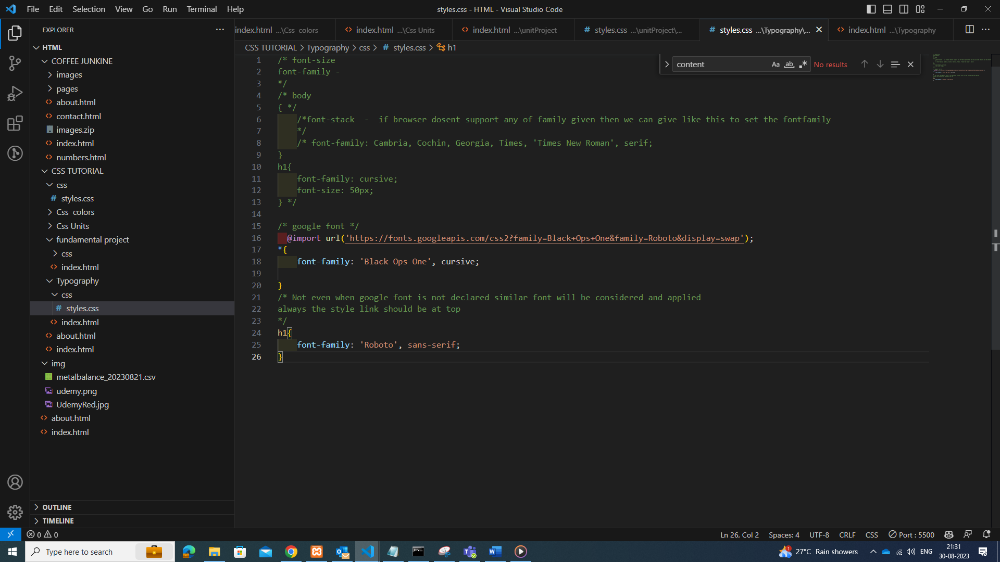 File Edit Selection View Go Run Terminal Help
styles.css - HTML - Visual Studio Code
EXPLORER
index.html ...\Css colors
index.html ...\Css Units
index.html ...\unitProject
styles.css ...\unitProject\...
styles.css ...\Typography\...
index.html ...\Typography
HTML
COFFEE JUNKINE
images
pages
about.html
contact.html
images.zip
index.html
numbers.html
CSS TUTORIAL
css
styles.css
Css colors
Css Units
fundamental project
css
index.html
Typography
css
styles.css
index.html
about.html
index.html
img
metalbalance_20230821.csv
udemy.png
UdemyRed.jpg
about.html
index.html
OUTLINE
TIMELINE
CSS TUTORIAL > Typography > css > # styles.css > h1
content Aa ab No results
1 /* font-size
2 font-family -
3 */
4 /* body
5 { */
6 /*font-stack - if browser dosent support any of family given then we can give like this to set the fontfamily
7 */
8 /* font-family: Cambria, Cochin, Georgia, Times, 'Times New Roman', serif;
9 }
10 h1{
11 font-family: cursive;
12 font-size: 50px;
13 } */
14
15 /* google font */
16 @import url('https://fonts.googleapis.com/css2?family=Black+Ops+One&family=Roboto&display=swap');
17 *{
18 font-family: 'Black Ops One', cursive;
19
20 }
21 /* Not even when google font is not declared similar font will be considered and applied
22 always the style link should be at top
23 */
24 h1{
25 font-family: 'Roboto', sans-serif;
26 }
0 0
Ln 26, Col 2 Spaces: 4 UTF-8 CRLF CSS Port : 5500
Type here to search
27°C Rain showers
ENG
21:31
30-08-2023